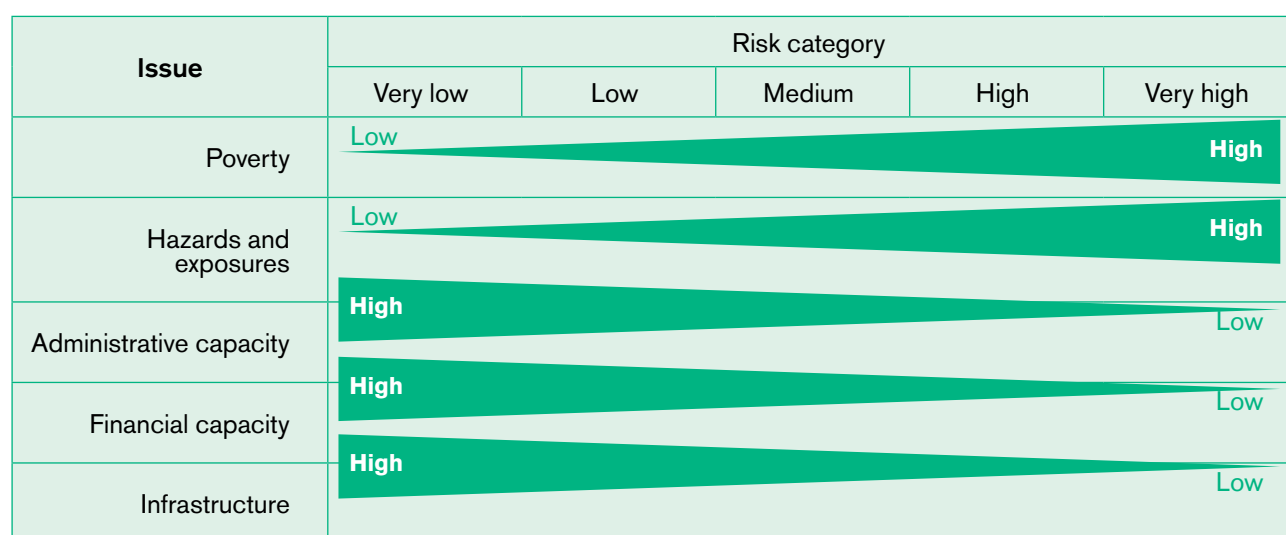 Issue
Risk category
Very low
Low
Medium
High
Very high
Poverty
Low
High
Hazards and
exposures
Low
High
Administrative capacity
High
Low
Financial capacity
High
Low
Infrastructure
High
Low